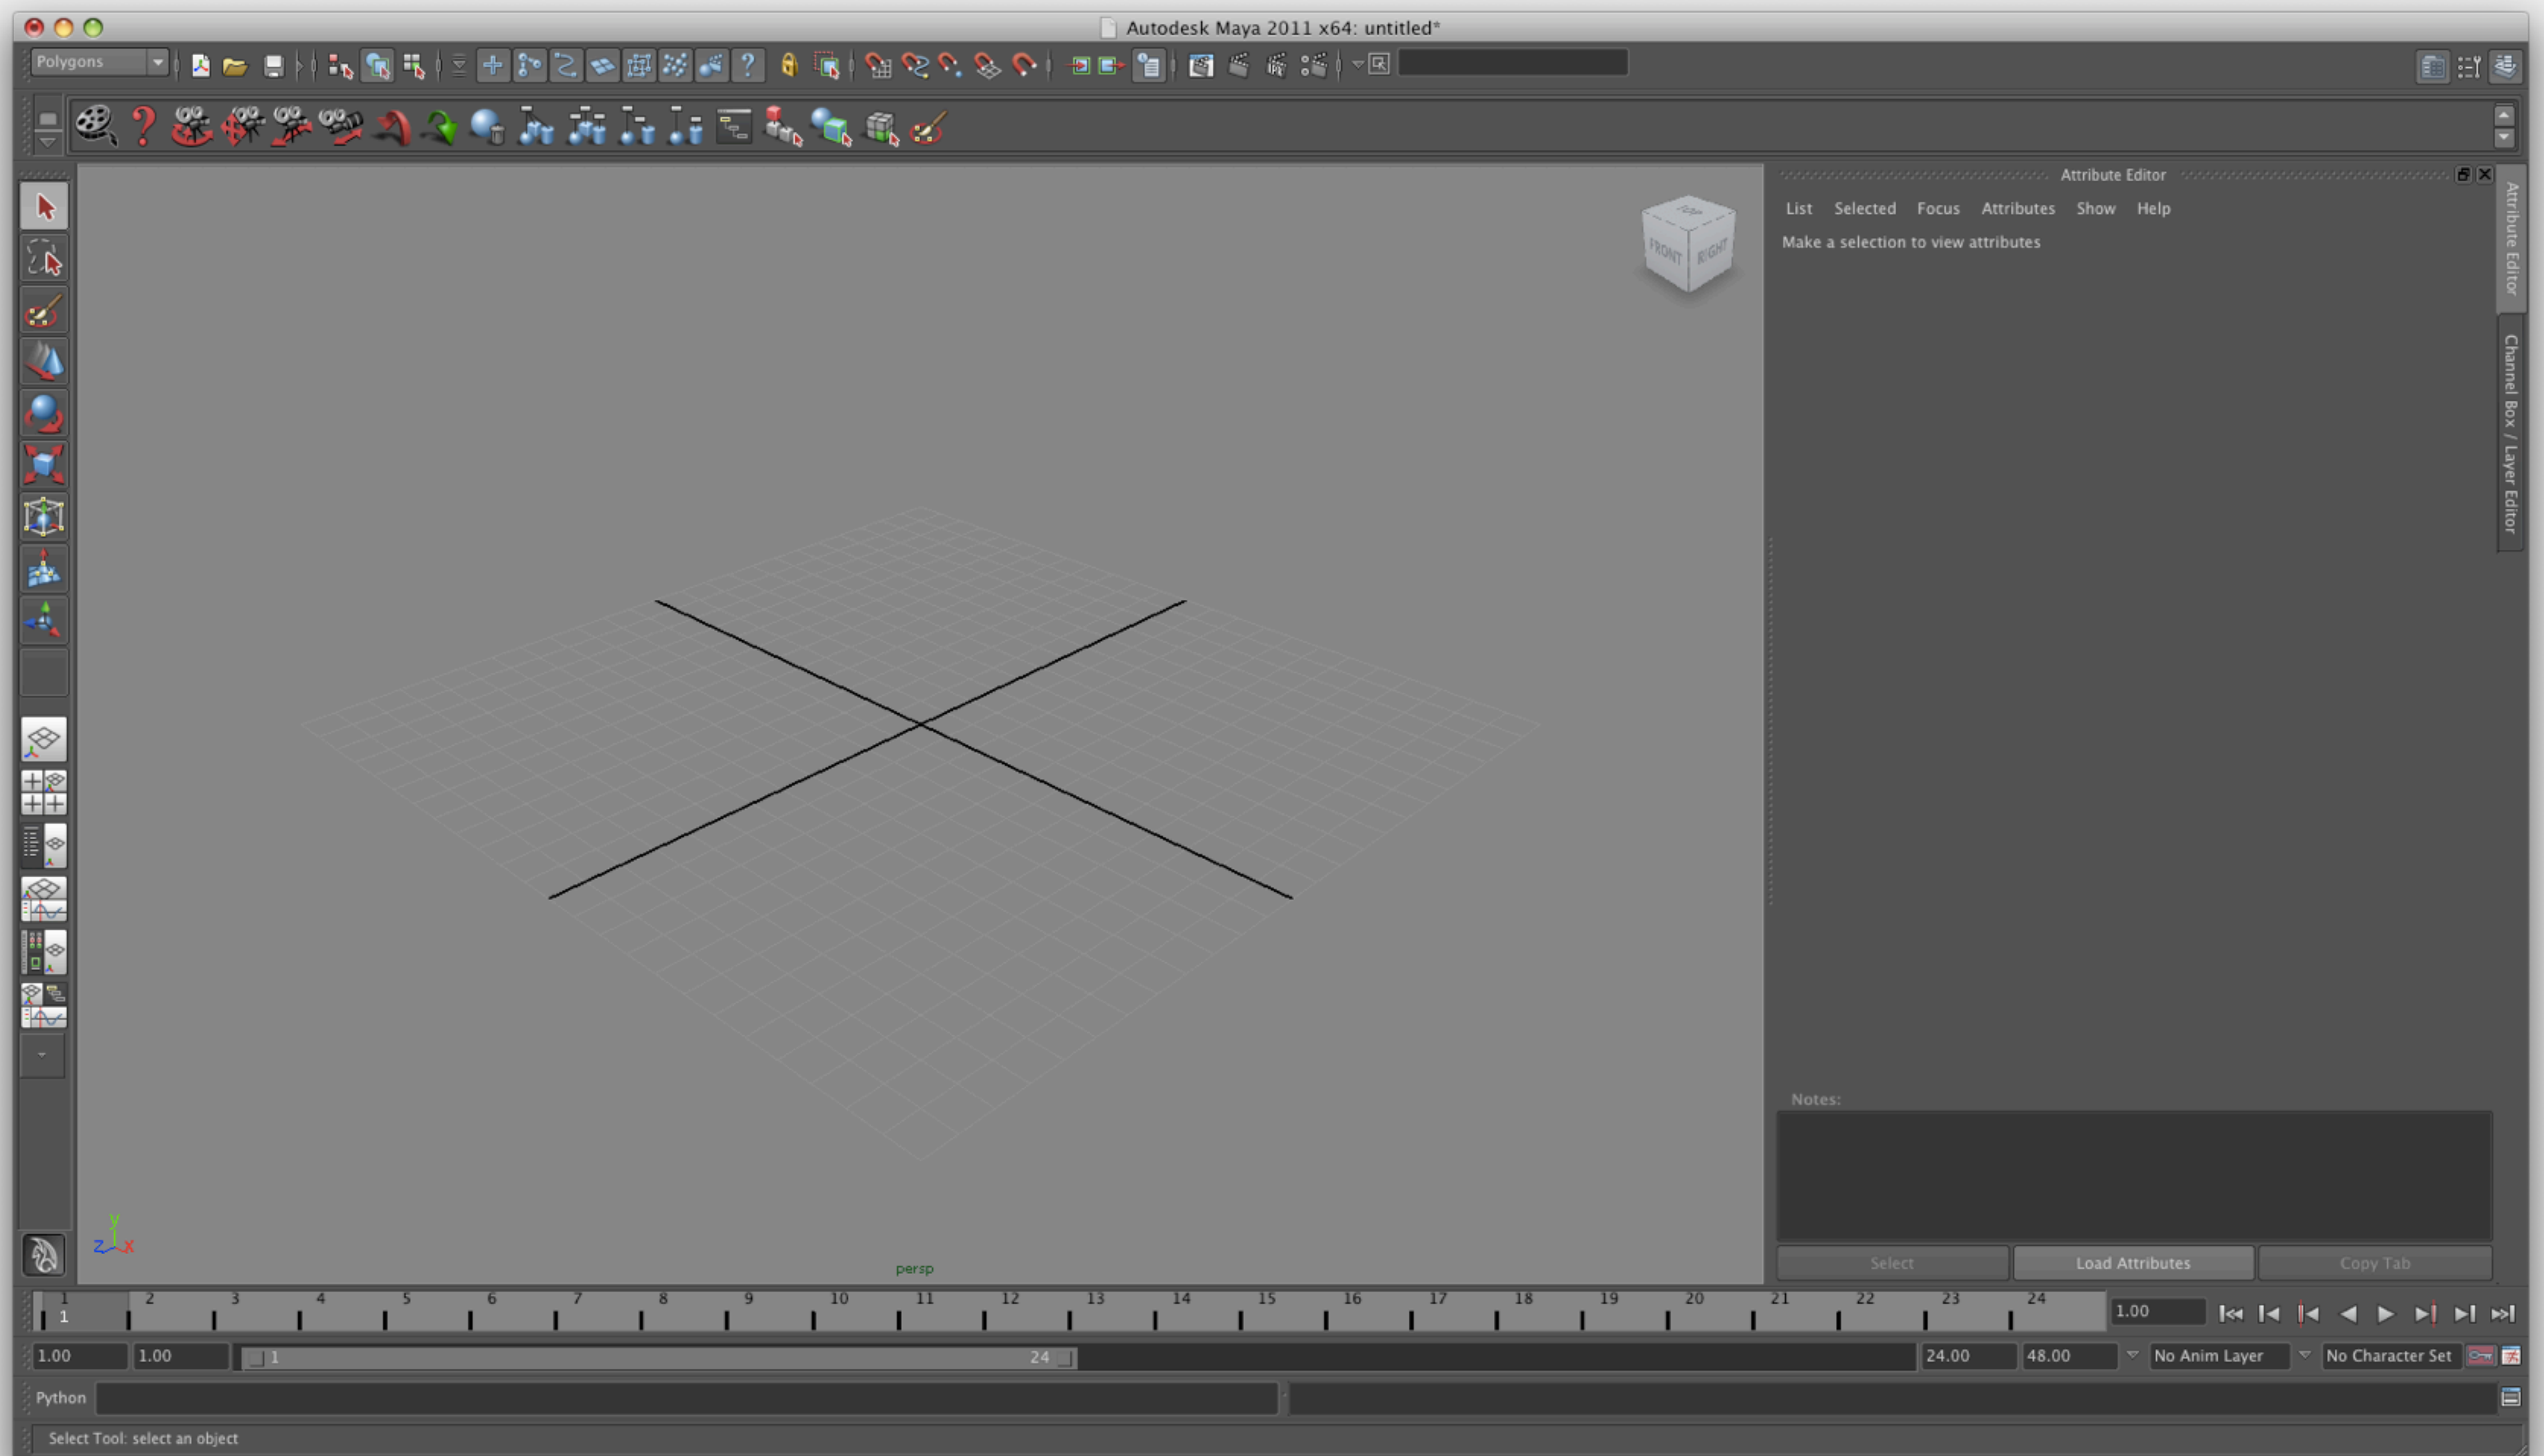 Autodesk Maya 2011 x64: untitled*
Polygons
IPR
Attribute Editor
List Selected Focus Attributes Show Help
Make a selection to view attributes
TOP
FRONT RIGHT
Attribute Editor
Channel Box / Layer Editor
Notes:
y
z x
persp
Select Load Attributes Copy Tab
1 2 3 4 5 6 7 8 9 10 11 12 13 14 15 16 17 18 19 20 21 22 23 24
1
1.00
1.00 1.00 1 24 24.00 48.00 No Anim Layer No Character Set
Python
Select Tool: select an object